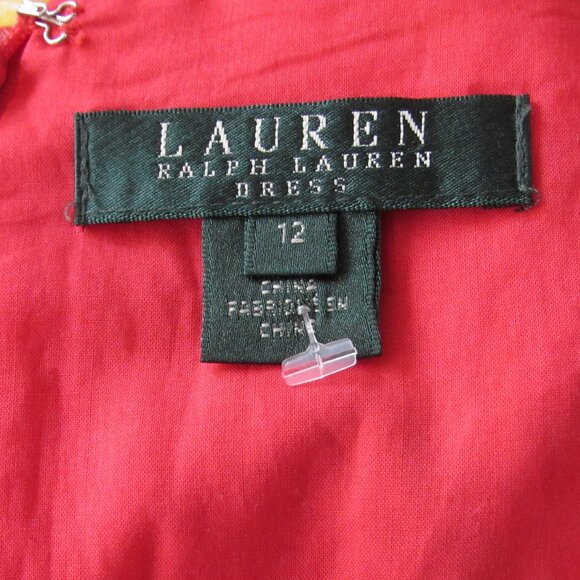 LAUREN
RALPH LAUREN
DRESS
12
CHINA
FABRIQUÉ EN
CHINE